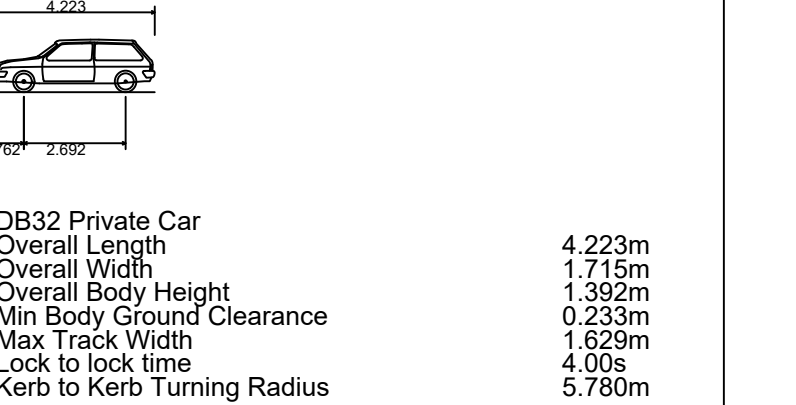 4.223
762 2.692
DB32 Private Car
Overall Length 4.223m
Overall Width 1.715m
Overall Body Height 1.392m
Min Body Ground Clearance 0.233m
Max Track Width 1.629m
Lock to lock time 4.00s
Kerb to Kerb Turning Radius 5.780m